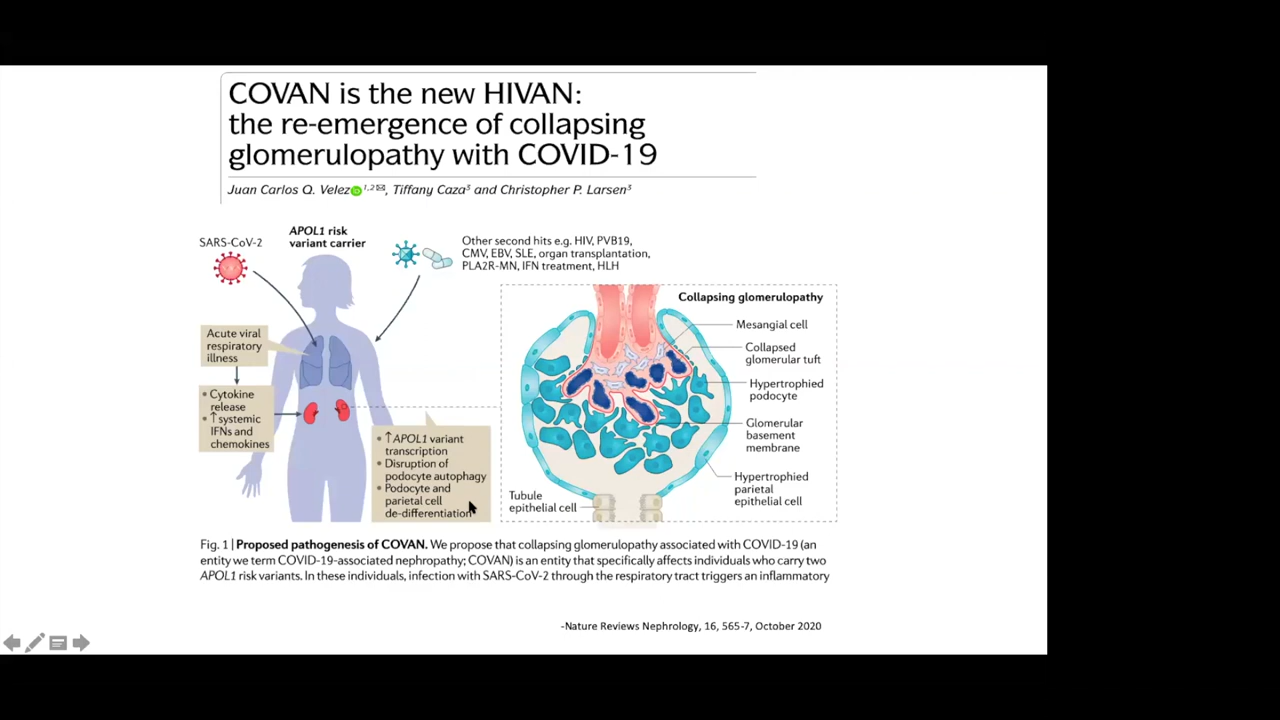 COVAN is the new HIVAN:
the re-emergence of collapsing
glomerulopathy with COVID-19
Juan Carlos Q. Velez 1,2✉, Tiffany Caza3 and Christopher P. Larsen3
SARS-CoV-2
APOL1 risk
variant carrier
Other second hits e.g. HIV, PVB19,
CMV, EBV, SLE, organ transplantation,
PLA2R-MN, IFN treatment, HLH
Acute viral
respiratory
illness
• Cytokine
release
• ↑ systemic
IFNs and
chemokines
• ↑ APOL1 variant
transcription
• Disruption of
podocyte autophagy
• Podocyte and
parietal cell
de-differentiation
Collapsing glomerulopathy
Mesangial cell
Collapsed
glomerular tuft
Hypertrophied
podocyte
Glomerular
basement
membrane
Hypertrophied
parietal
epithelial cell
Tubule
epithelial cell
Fig. 1 | Proposed pathogenesis of COVAN. We propose that collapsing glomerulopathy associated with COVID-19 (an
entity we term COVID-19-associated nephropathy; COVAN) is an entity that specifically affects individuals who carry two
APOL1 risk variants. In these individuals, infection with SARS-CoV-2 through the respiratory tract triggers an inflammatory
-Nature Reviews Nephrology, 16, 565-7, October 2020